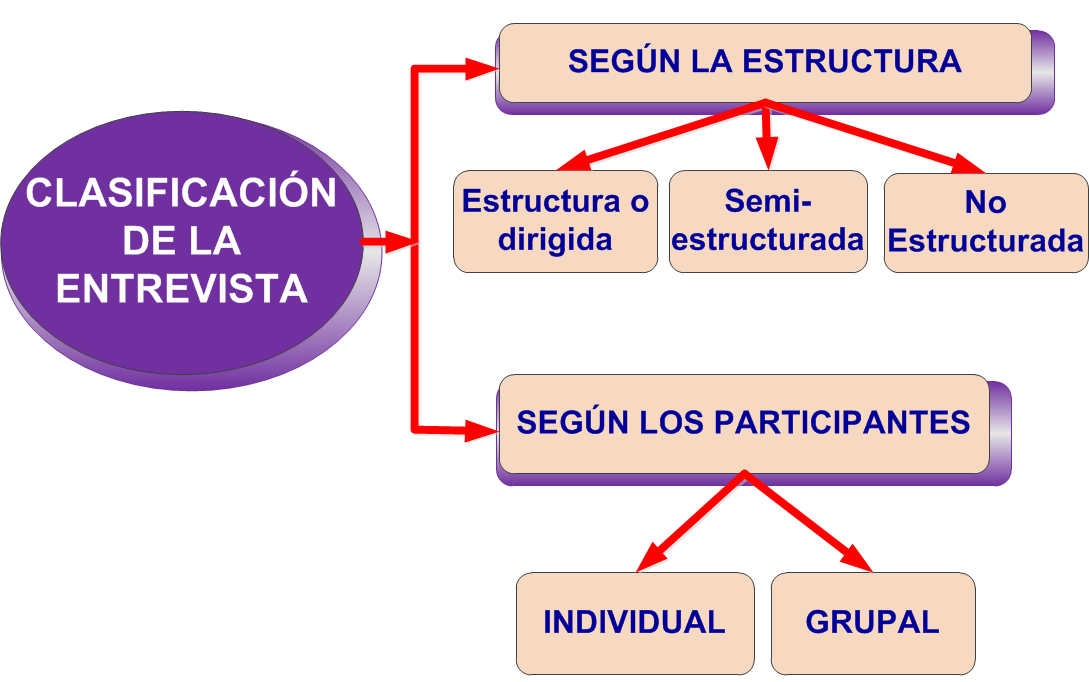 CLASIFICACIÓN
DE LA
ENTREVISTA
SEGÚN LA ESTRUCTURA
Estructura o
dirigida
Semi-
estructurada
No
Estructurada
SEGÚN LOS PARTICIPANTES
INDIVIDUAL
GRUPAL